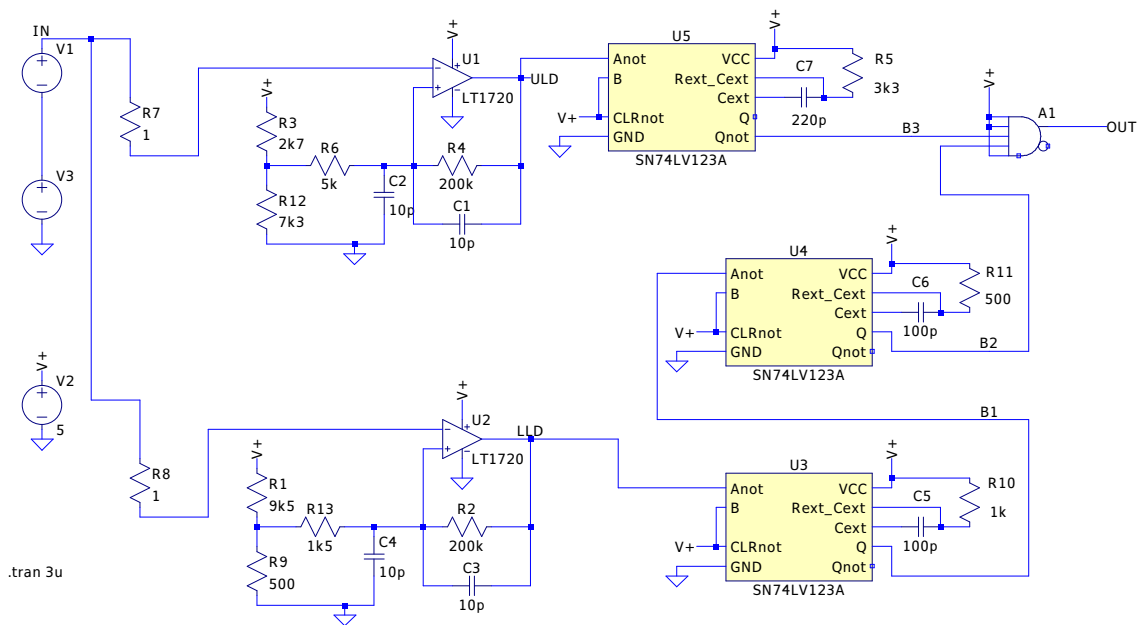 IN
V1
V3
R7
1
V+
R3
2k7
R12
7k3
R6
5k
C2
10p
V+
U1
LT1720
R4
200k
C1
10p
ULD
U5
Anot
B
CLRnot
GND
VCC
Rext_Cext
Cext
Q
Qnot
SN74LV123A
V+
V+
C7
220p
R5
3k3
B3
V+
A1
OUT
U4
Anot
B
CLRnot
GND
VCC
Rext_Cext
Cext
Q
Qnot
SN74LV123A
V+
V+
C6
100p
R11
500
B2
V+
V2
5
R8
1
V+
R1
9k5
R9
500
R13
1k5
C4
10p
V+
U2
LT1720
R2
200k
C3
10p
LLD
B1
U3
Anot
B
CLRnot
GND
VCC
Rext_Cext
Cext
Q
Qnot
SN74LV123A
V+
V+
C5
100p
R10
1k
.tran 3u